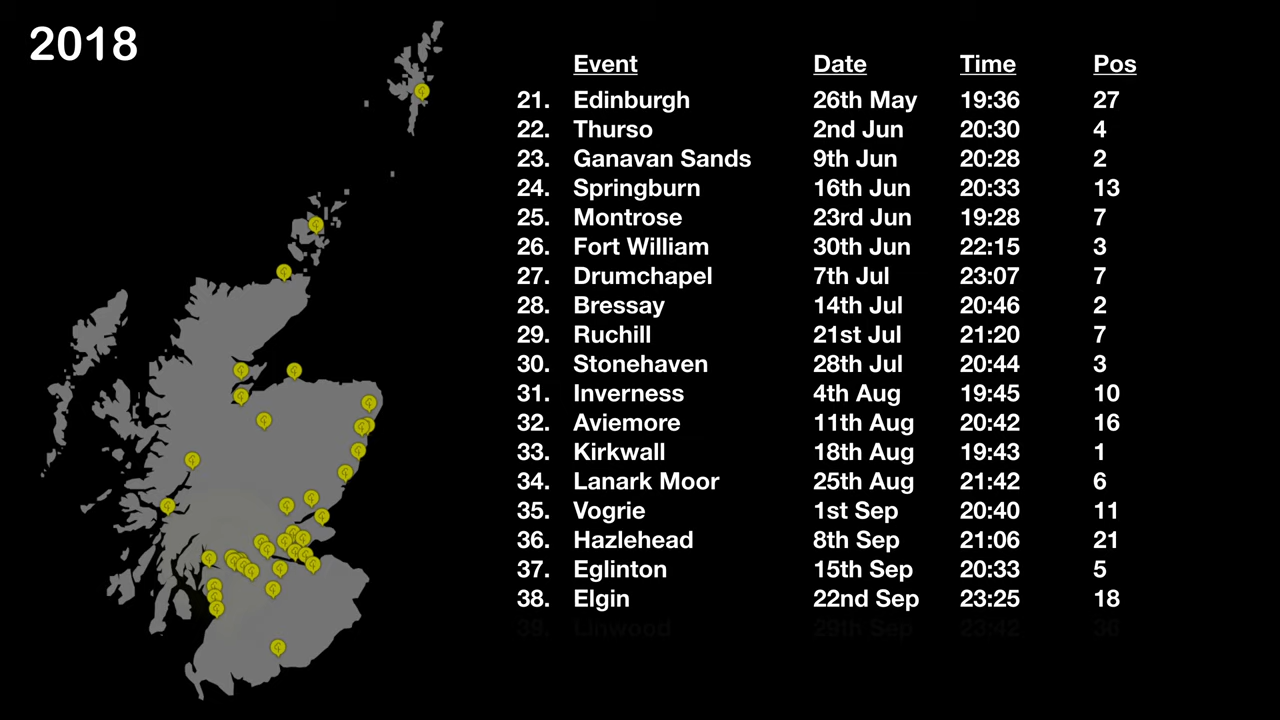 2018
Event Date Time Pos
21. Edinburgh 26th May 19:36 27
22. Thurso 2nd Jun 20:30 4
23. Ganavan Sands 9th Jun 20:28 2
24. Springburn 16th Jun 20:33 13
25. Montrose 23rd Jun 19:28 7
26. Fort William 30th Jun 22:15 3
27. Drumchapel 7th Jul 23:07 7
28. Bressay 14th Jul 20:46 2
29. Ruchill 21st Jul 21:20 7
30. Stonehaven 28th Jul 20:44 3
31. Inverness 4th Aug 19:45 10
32. Aviemore 11th Aug 20:42 16
33. Kirkwall 18th Aug 19:43 1
34. Lanark Moor 25th Aug 21:42 6
35. Vogrie 1st Sep 20:40 11
36. Hazlehead 8th Sep 21:06 21
37. Eglinton 15th Sep 20:33 5
38. Elgin 22nd Sep 23:25 18
39. Linwood 29th Sep 23:42 36